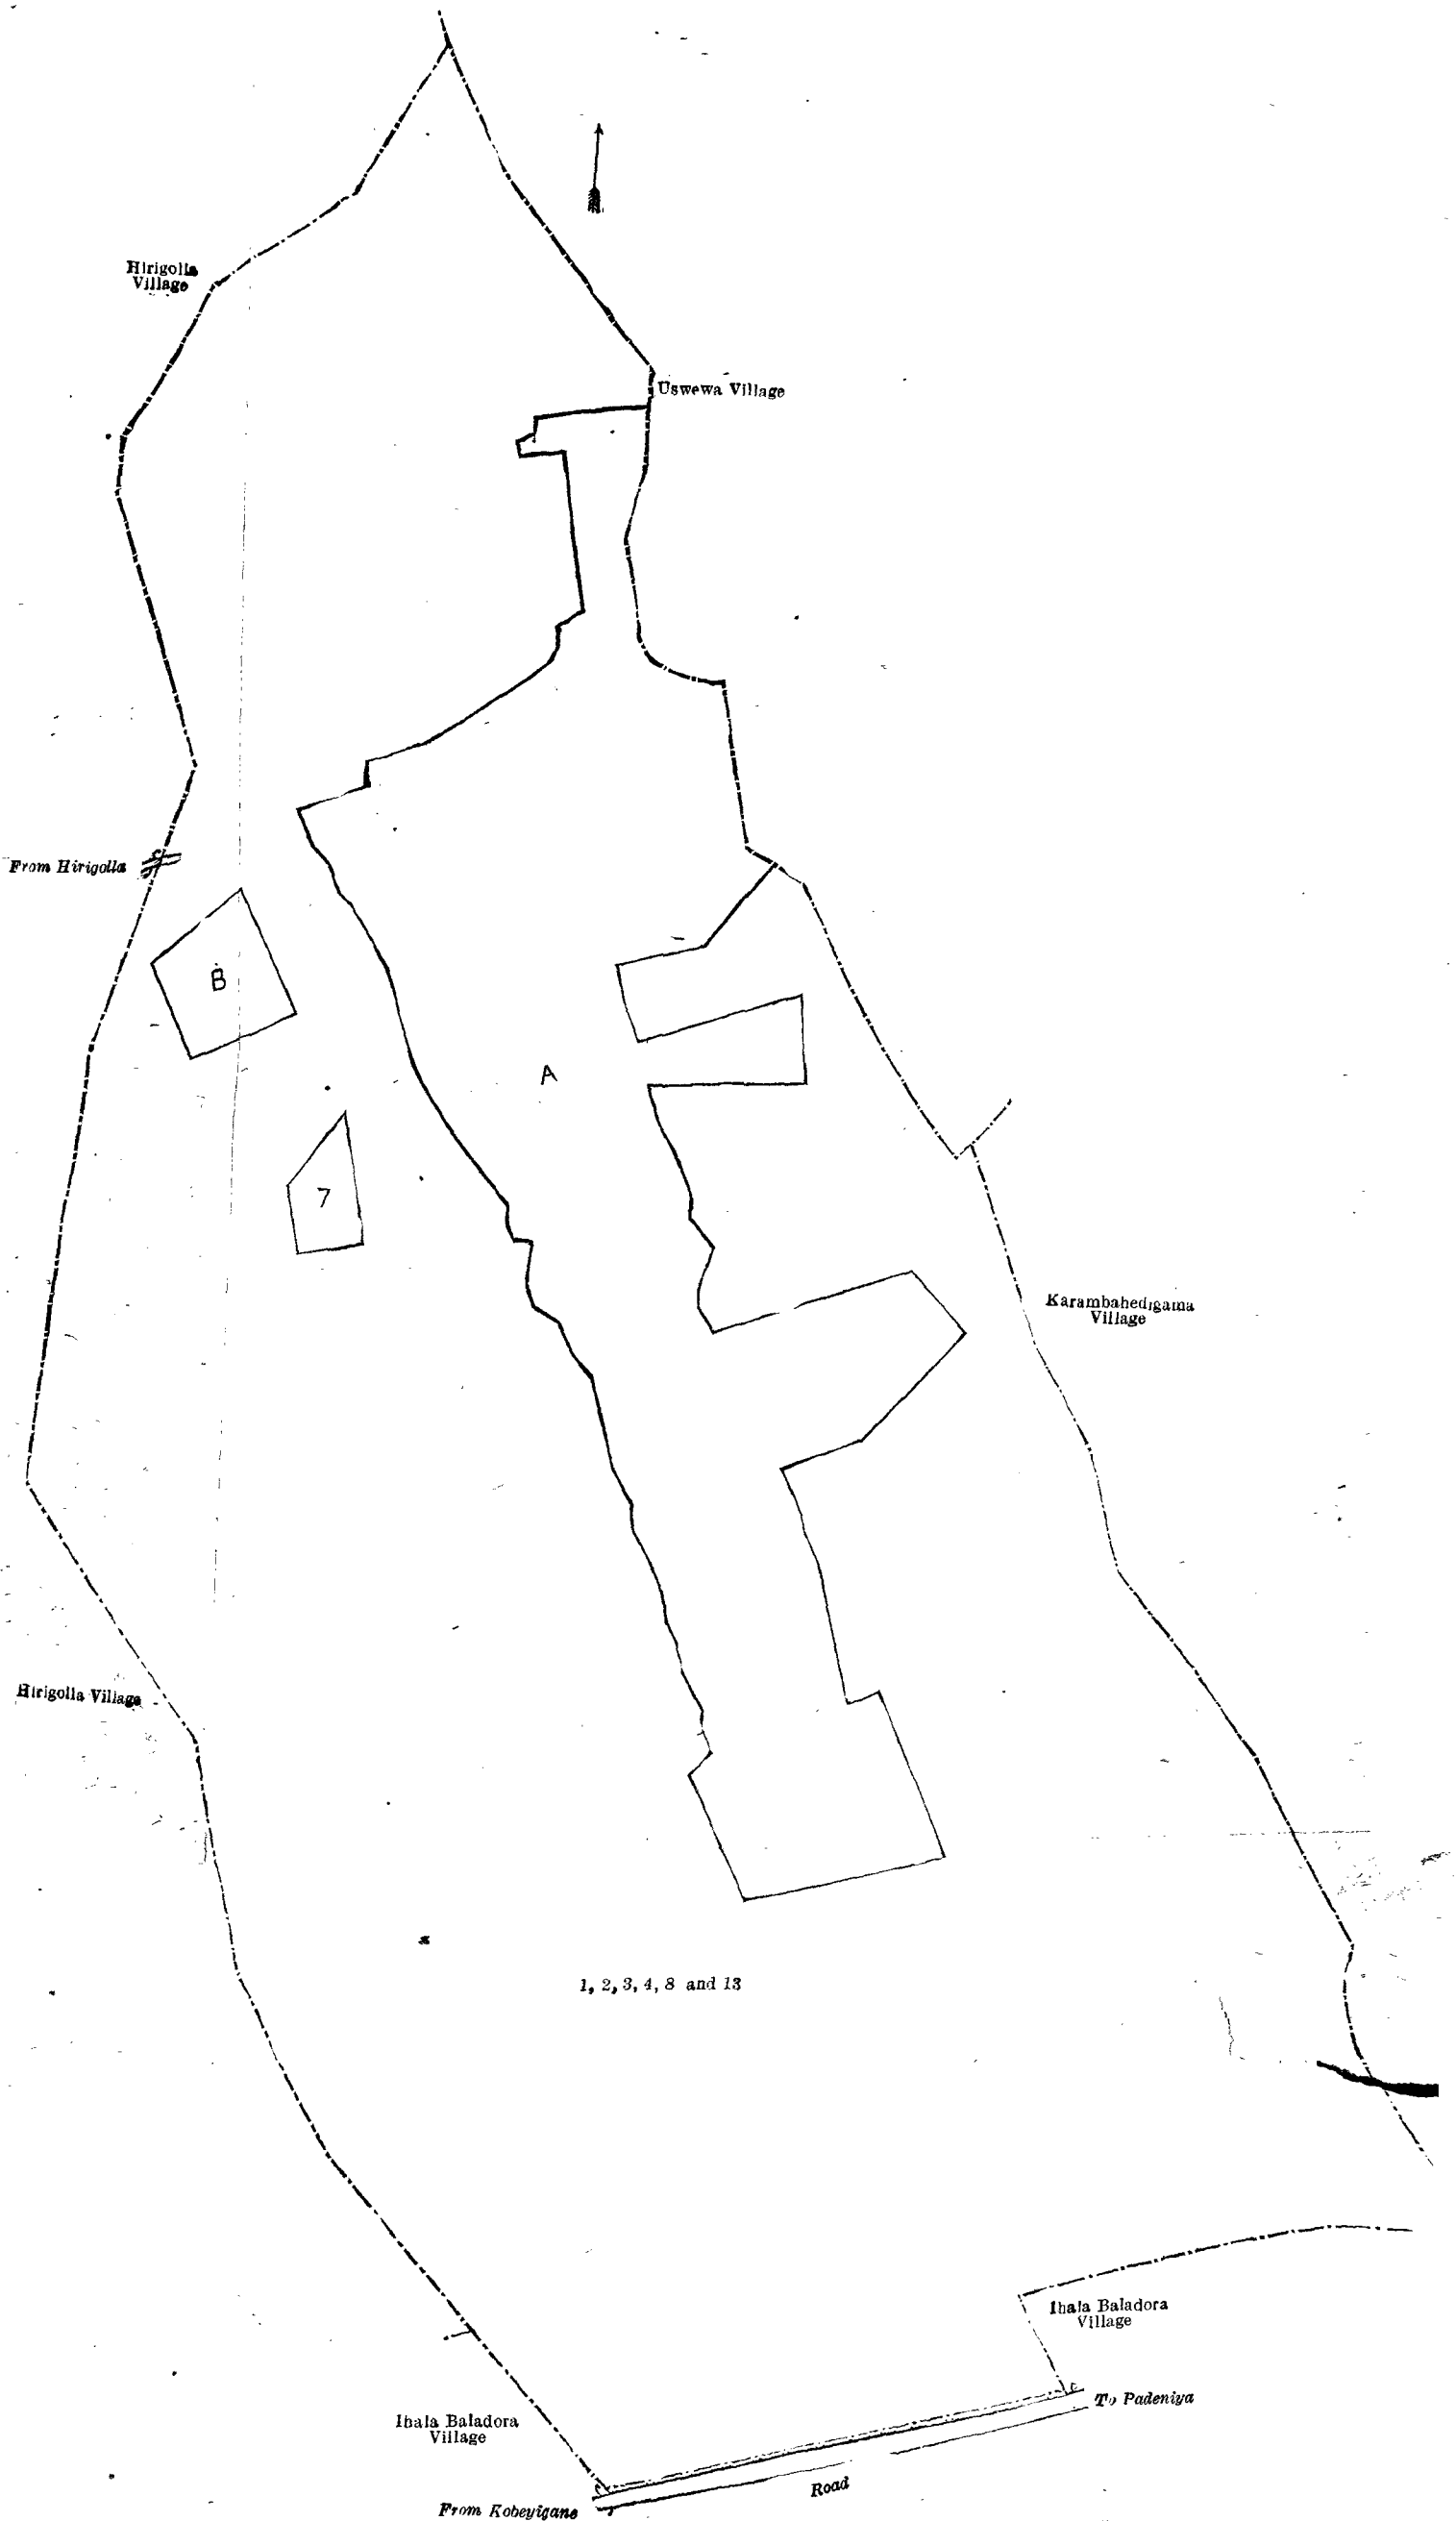 Hirigolla
Village
Uswewa Village
From Hirigolla
B
A
7
Karambahedigama
Village
Hirigolla Village
1, 2, 3, 4, 8 and 13
Ihala Baladora
Village
To Padeniya
Ihala Baladora
Village
Road
From Kobeyigane